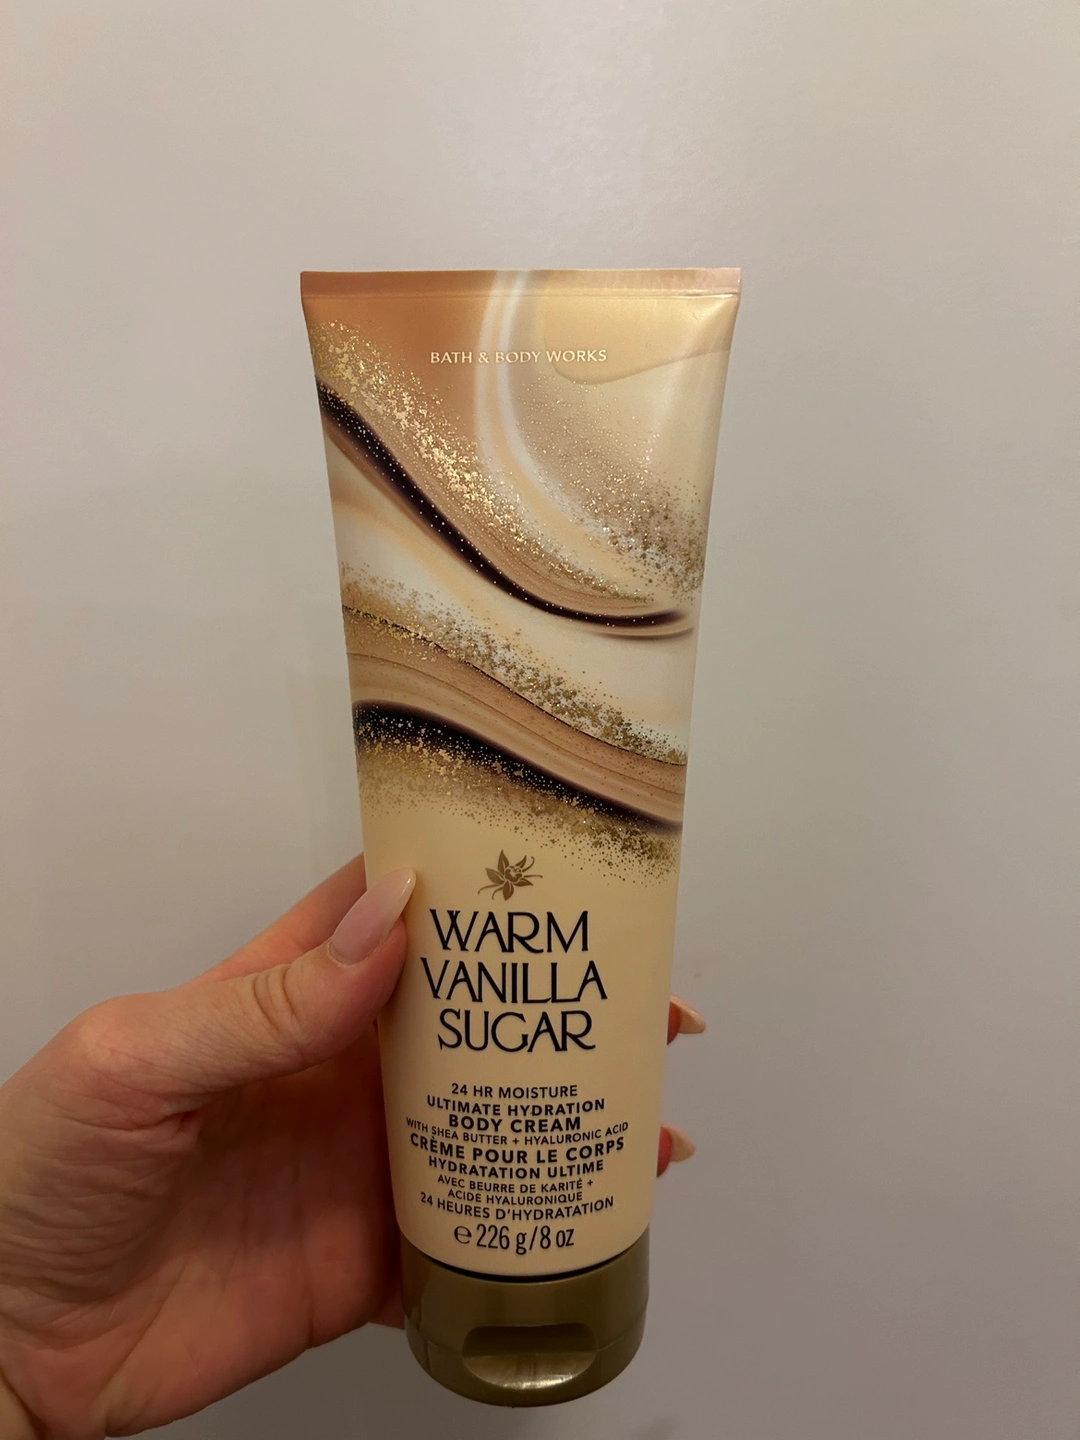 BATH & BODY WORKS
WARM
VANILLA
SUGAR
24 HR MOISTURE
ULTIMATE HYDRATION
BODY CREAM
WITH SHEA BUTTER + HYALURONIC ACID
CRÈME POUR LE CORPS
HYDRATATION ULTIME
AVEC BEURRE DE KARITÉ +
ACIDE HYALURONIQUE
24 HEURES D'HYDRATATION
℮ 226 g/8 oz